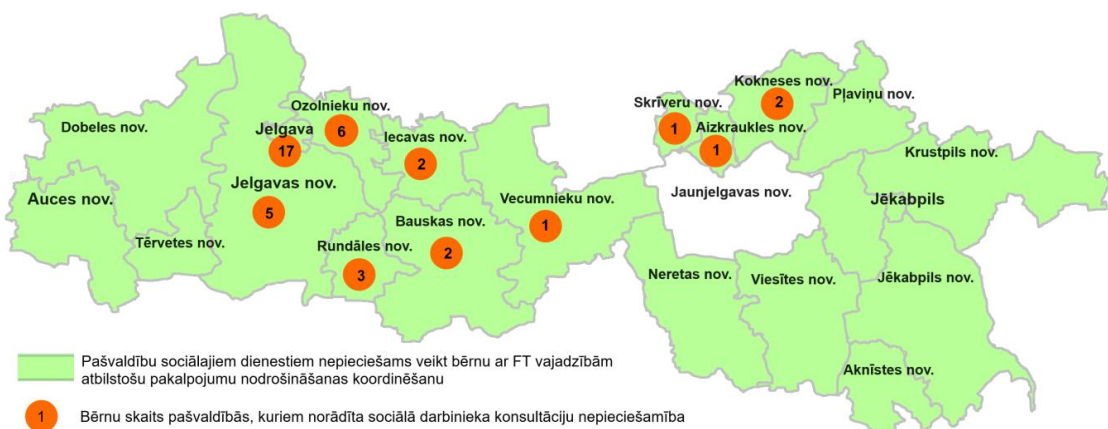 Dobeles nov.
Auces nov.
Tērvetes nov.
Jelgava
17
Jelgavas nov.
5
Ozolnieku nov.
6
Iecavas nov.
2
Rundāles nov.
3
Bauskas nov.
2
Vecumnieku nov.
1
Skrīveru nov.
1
Aizkraukles nov.
1
Kokneses nov.
2
Pļaviņu nov.
Krustpils nov.
Jaunjelgavas nov.
Jēkabpils
Neretas nov.
Viesītes nov.
Jēkabpils nov.
Aknīstes nov.
Pašvaldību sociālajiem dienestiem nepieciešams veikt bērnu ar FT vajadzībām
atbilstošu pakalpojumu nodrošināšanas koordinēšanu
1 Bērnu skaits pašvaldībās, kuriem norādīta sociālā darbinieka konsultāciju nepieciešamība